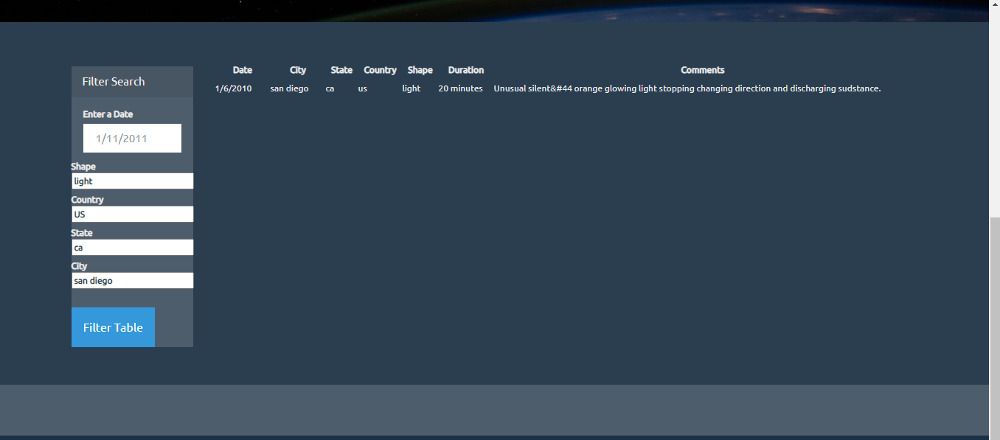 Filter Search
Enter a Date
1/11/2011
Shape
light
Country
US
State
ca
City
san diego
Filter Table
Date City State Country Shape Duration Comments
1/6/2010 san diego ca us light 20 minutes Unusual silent&#44 orange glowing light stopping changing direction and discharging sudstance.